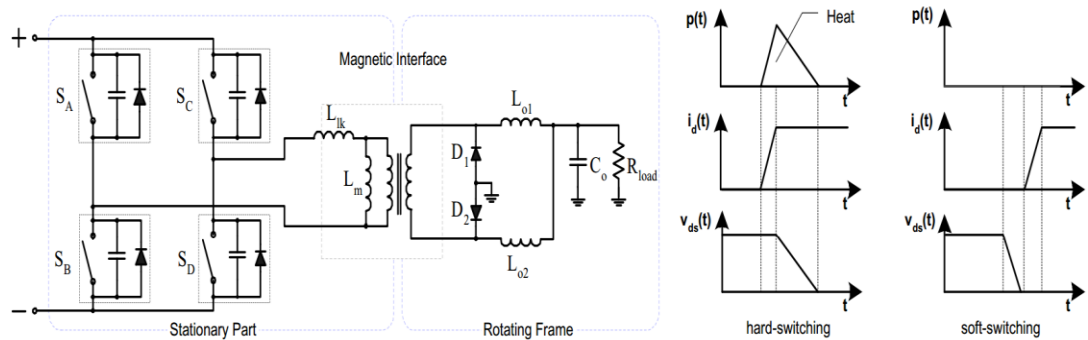 +
−
S_A
S_B
S_C
S_D
Magnetic Interface
L_lk
L_m
D_1
D_2
L_o1
L_o2
C_o
R_load
Stationary Part
Rotating Frame
p(t)
Heat
t
i_d(t)
t
v_ds(t)
t
hard-switching
p(t)
t
i_d(t)
t
v_ds(t)
t
soft-switching